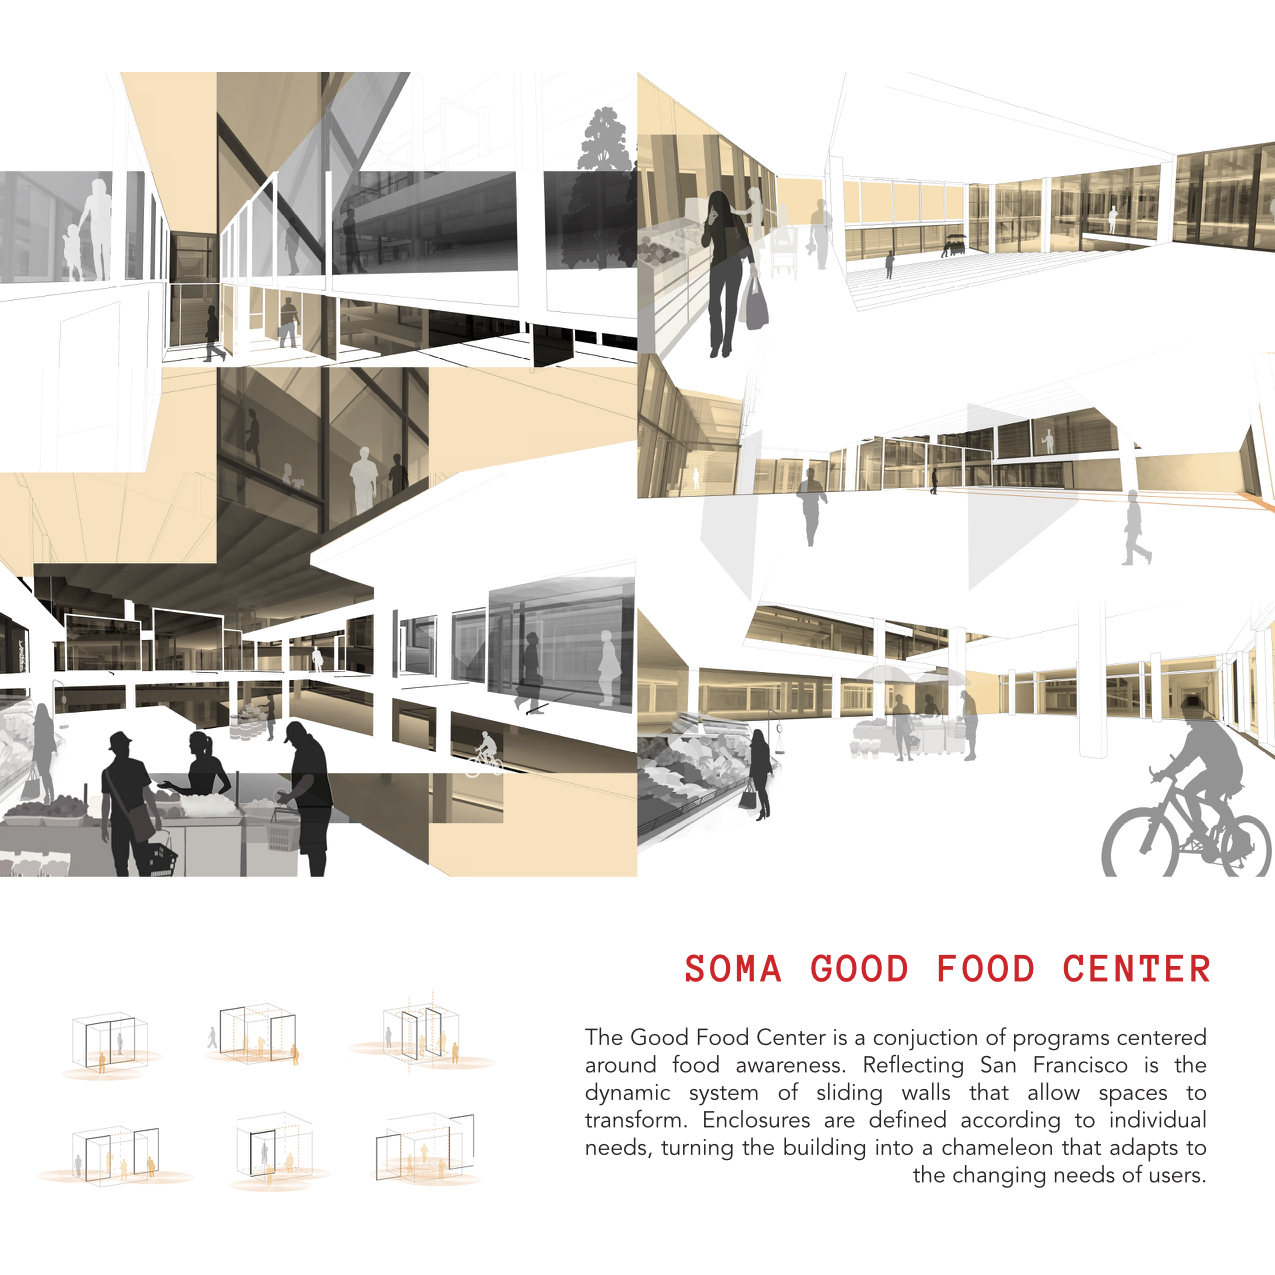 SOMA GOOD FOOD CENTER
The Good Food Center is a conjuction of programs centered
around food awareness. Reflecting San Francisco is the
dynamic system of sliding walls that allow spaces to
transform. Enclosures are defined according to individual
needs, turning the building into a chameleon that adapts to
the changing needs of users.